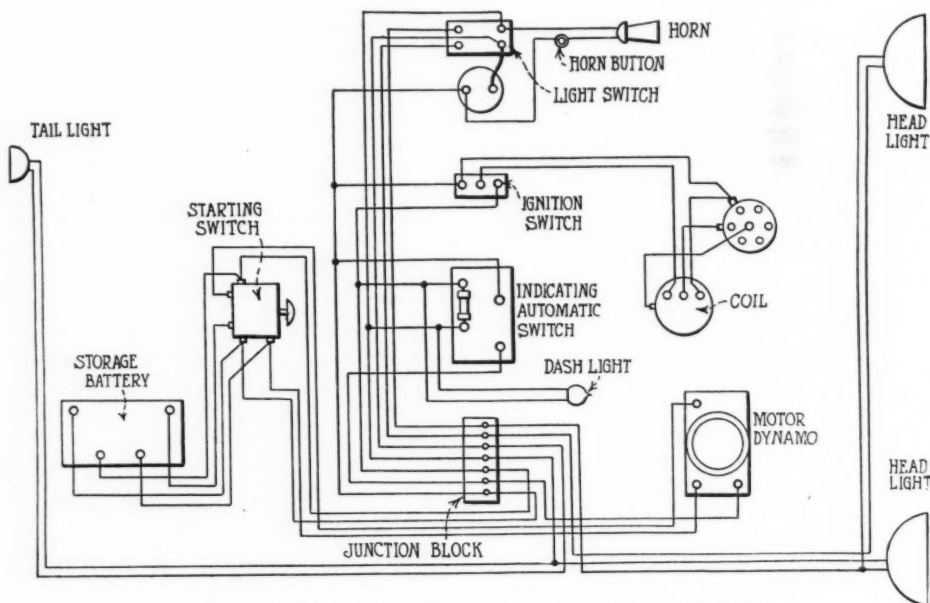 HORN
HORN BUTTON
LIGHT SWITCH
HEAD
LIGHT
TAIL LIGHT
STARTING
SWITCH
IGNITION
SWITCH
INDICATING
AUTOMATIC
SWITCH
COIL
STORAGE
BATTERY
DASH LIGHT
MOTOR
DYNAMO
HEAD
LIGHT
JUNCTION BLOCK